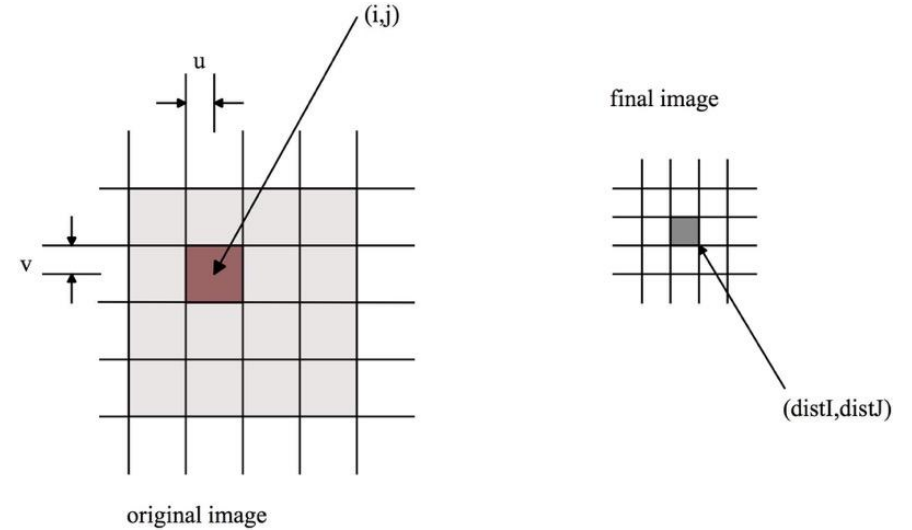 (i,j)
u
final image
v
(distI,distJ)
original image